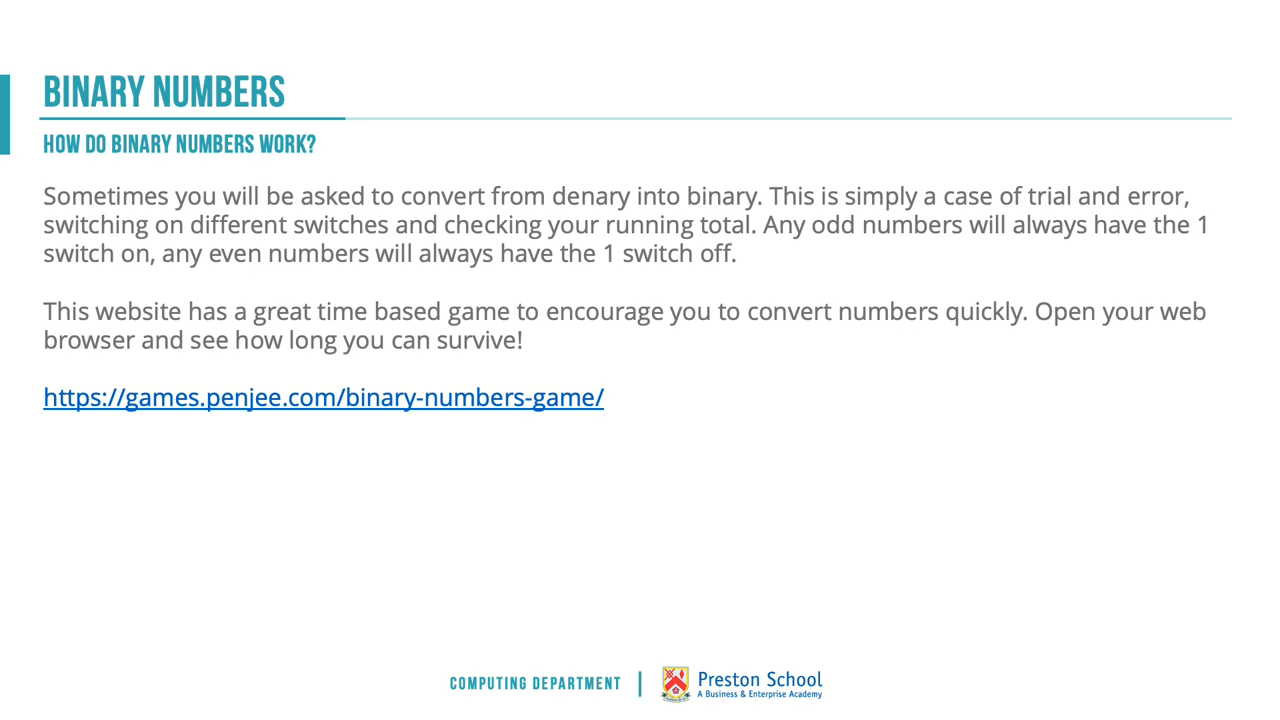 BINARY NUMBERS
HOW DO BINARY NUMBERS WORK?
Sometimes you will be asked to convert from denary into binary. This is simply a case of trial and error,
switching on different switches and checking your running total. Any odd numbers will always have the 1
switch on, any even numbers will always have the 1 switch off.
This website has a great time based game to encourage you to convert numbers quickly. Open your web
browser and see how long you can survive!
https://games.penjee.com/binary-numbers-game/
COMPUTING DEPARTMENT
Preston School
A Business & Enterprise Academy